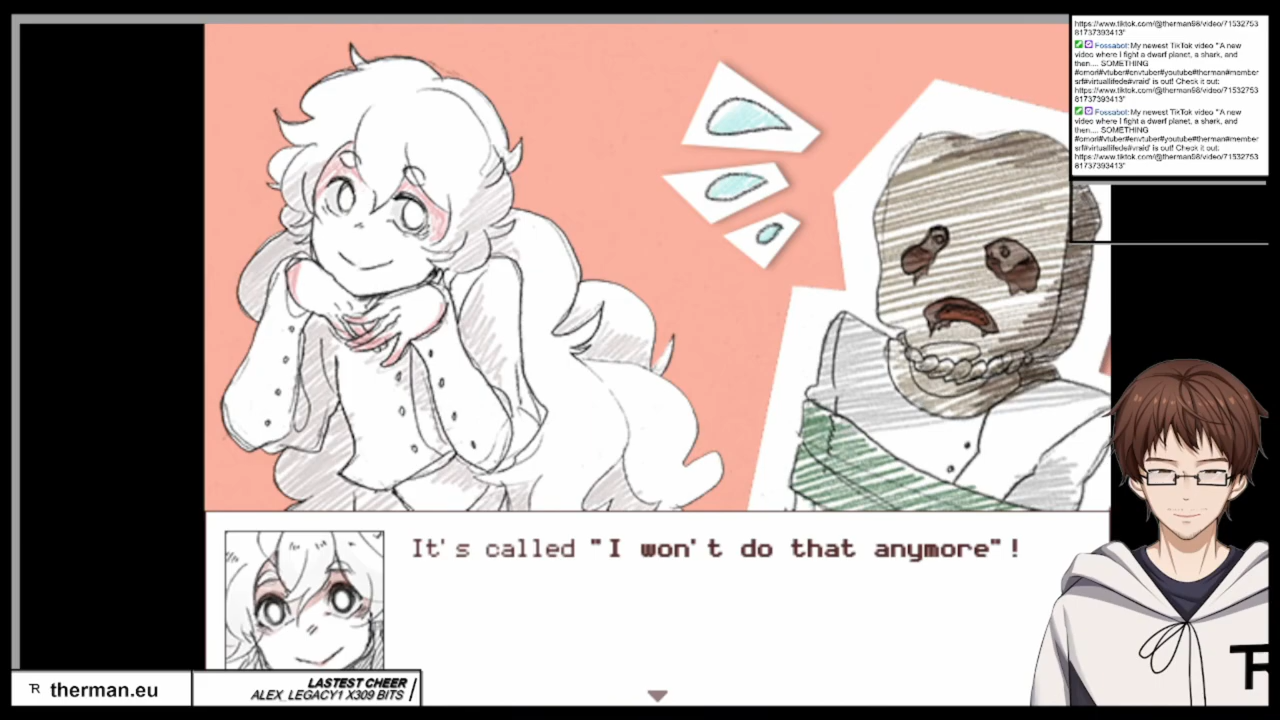 https://www.tiktok.com/@therman98/video/71532753
81737393413"
Fossabot: My newest TikTok video "A new
video where I fight a dwarf planet, a shark, and
then.... SOMETHING
#omori#vtuber#envtuber#youtube#therman#member
srf#virtuallifede#vraid' is out! Check it out:
https://www.tiktok.com/@therman98/video/71532753
81737393413"
Fossabot: My newest TikTok video "A new
video where I fight a dwarf planet, a shark, and
then.... SOMETHING
#omori#vtuber#envtuber#youtube#therman#member
srf#virtuallifede#vraid' is out! Check it out:
https://www.tiktok.com/@therman98/video/71532753
81737393413"
It's called "I won't do that anymore"!
TR therman.eu
LASTEST CHEER
ALEX_LEGACY1 X309 BITS
TR